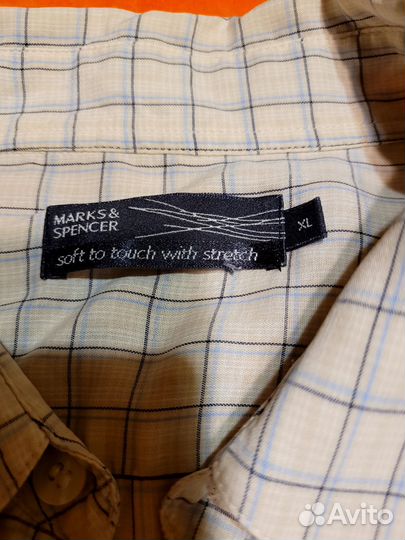 MARKS &
SPENCER
soft to touch with stretch
XL
Avito